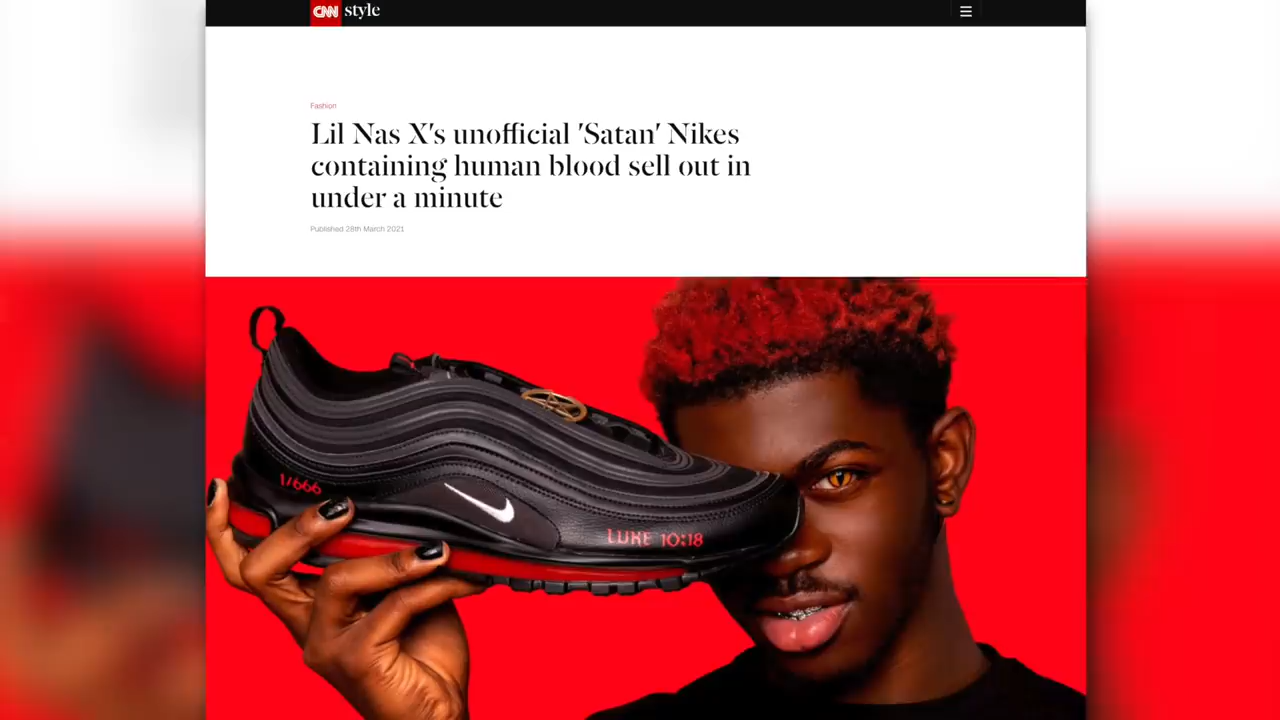 CNN style
Fashion
Lil Nas X's unofficial 'Satan' Nikes
containing human blood sell out in
under a minute
Published 28th March 2021
1/666
LUKE 10:18